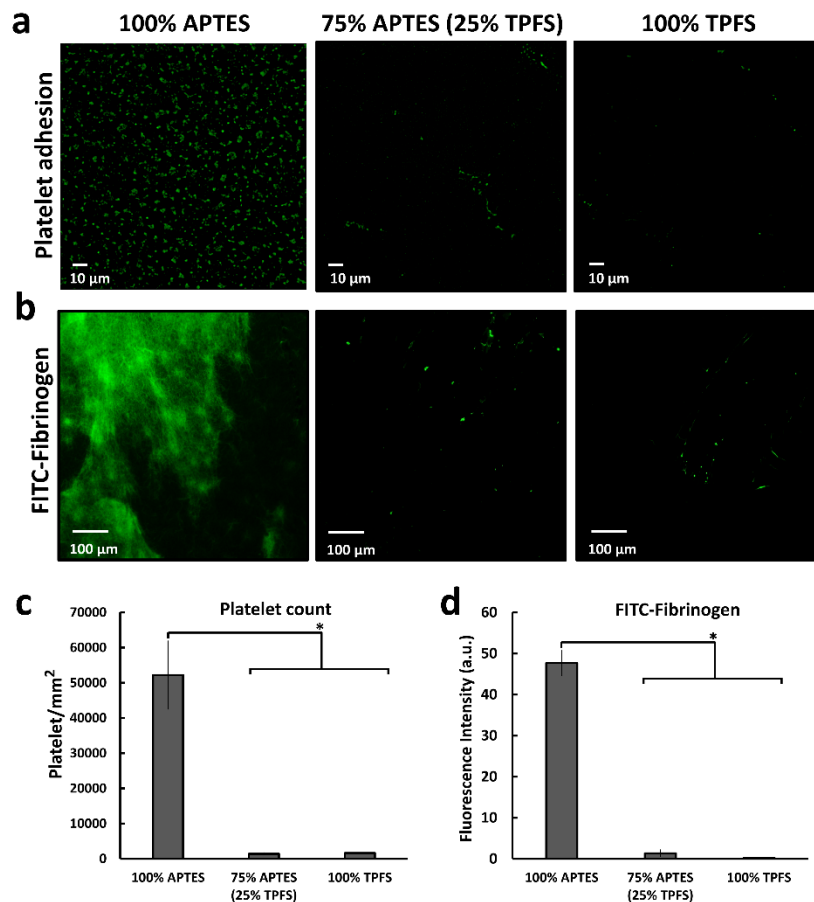 a
100% APTES
75% APTES (25% TPFS)
100% TPFS
Platelet adhesion
10 µm
10 µm
10 µm
b
FITC-Fibrinogen
100 µm
100 µm
100 µm
c
Platelet count
Platelet/mm²
70000
60000
50000
40000
30000
20000
10000
0
*
100% APTES
75% APTES
(25% TPFS)
100% TPFS
d
FITC-Fibrinogen
Fluorescence Intensity (a.u.)
60
50
40
30
20
10
0
*
100% APTES
75% APTES
(25% TPFS)
100% TPFS